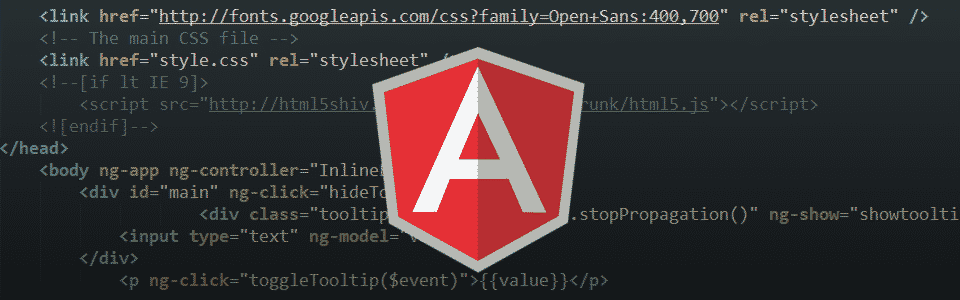 <link href="http://fonts.googleapis.com/css?family=Open+Sans:400,700" rel="stylesheet" />
<!-- The main CSS file -->
<link href="style.css" rel="stylesheet" />
<!--[if lt IE 9]>
<script src="http://html5shiv. runk/html5.js"></script>
<![endif]-->
</head>
<body ng-app ng-controller="Inline
<div id="main" ng-click="hideTo
<div class="tooltip .stopPropagation()" ng-show="showtoolti
<input type="text" ng-model="
</div>
<p ng-click="toggleTooltip($event)">{{value}}</p>
A